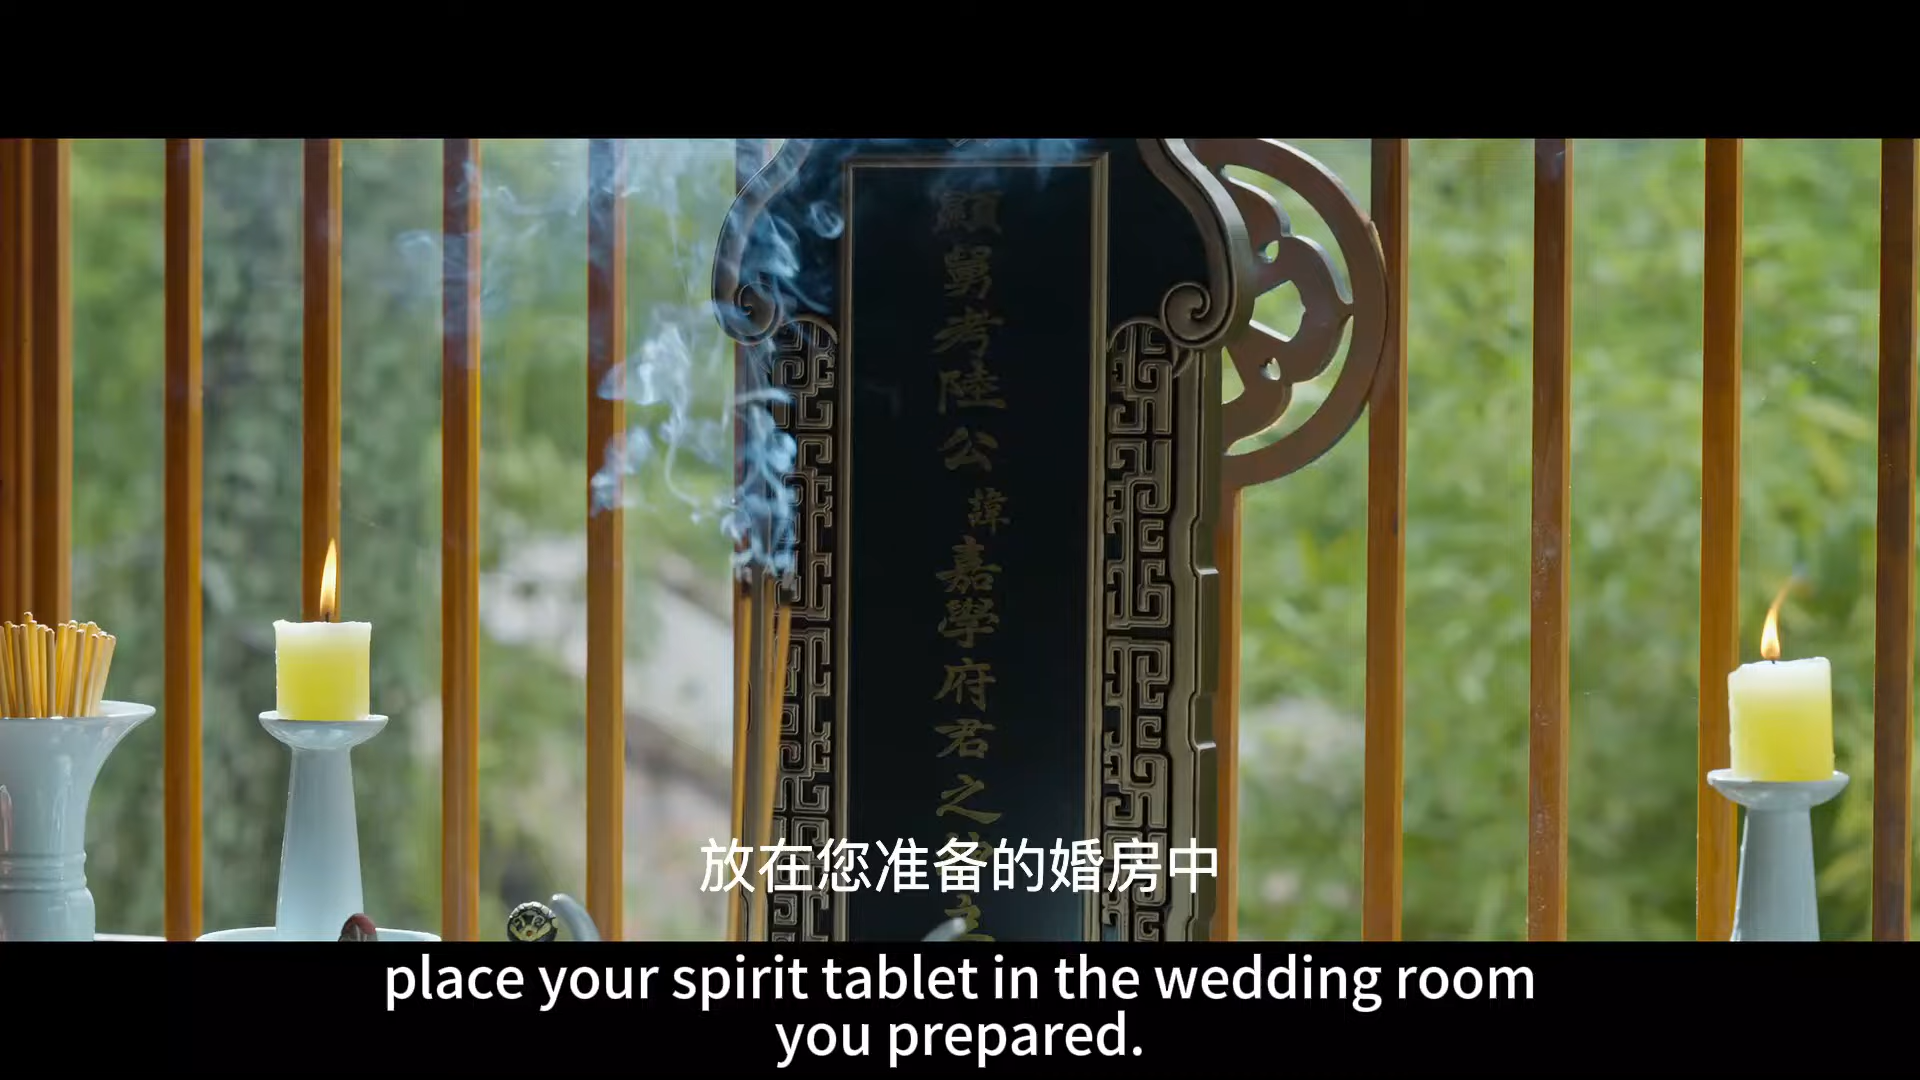 顯舅考陸公諱嘉學府君之
放在您准备的婚房中
place your spirit tablet in the wedding room
you prepared.